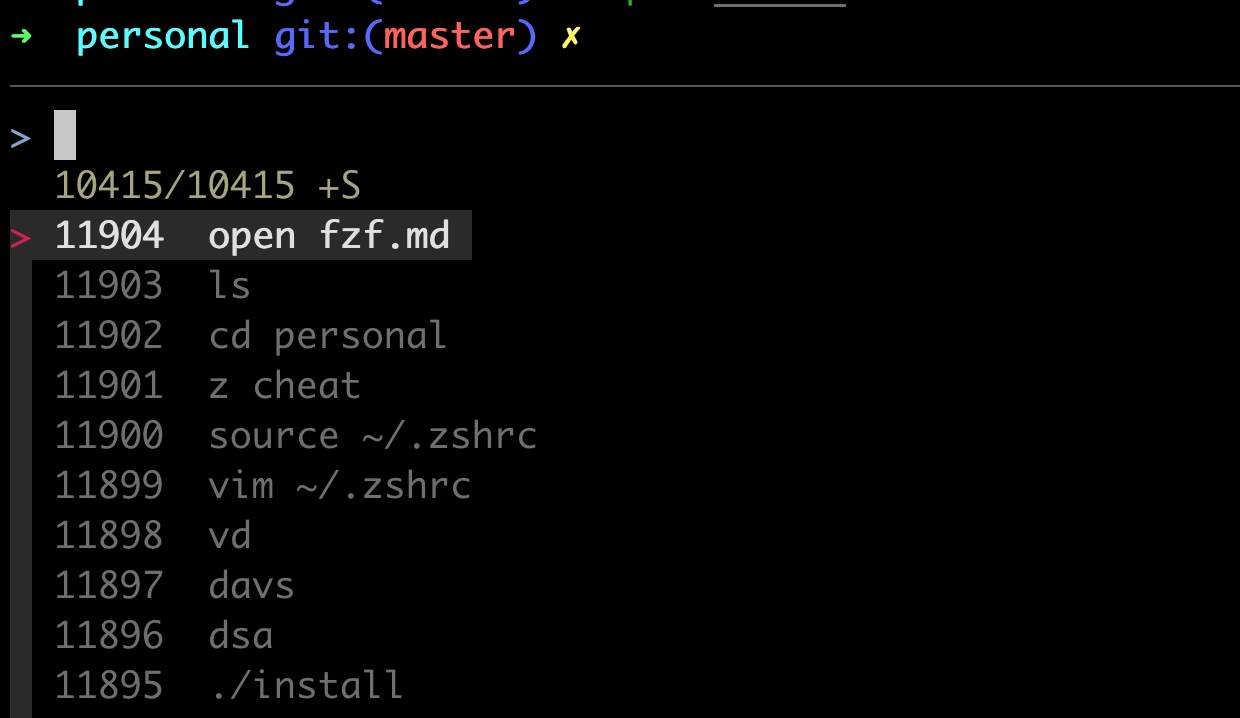 ➜ personal git:(master) ✗
>
10415/10415 +S
> 11904 open fzf.md
11903 ls
11902 cd personal
11901 z cheat
11900 source ~/.zshrc
11899 vim ~/.zshrc
11898 vd
11897 davs
11896 dsa
11895 ./install